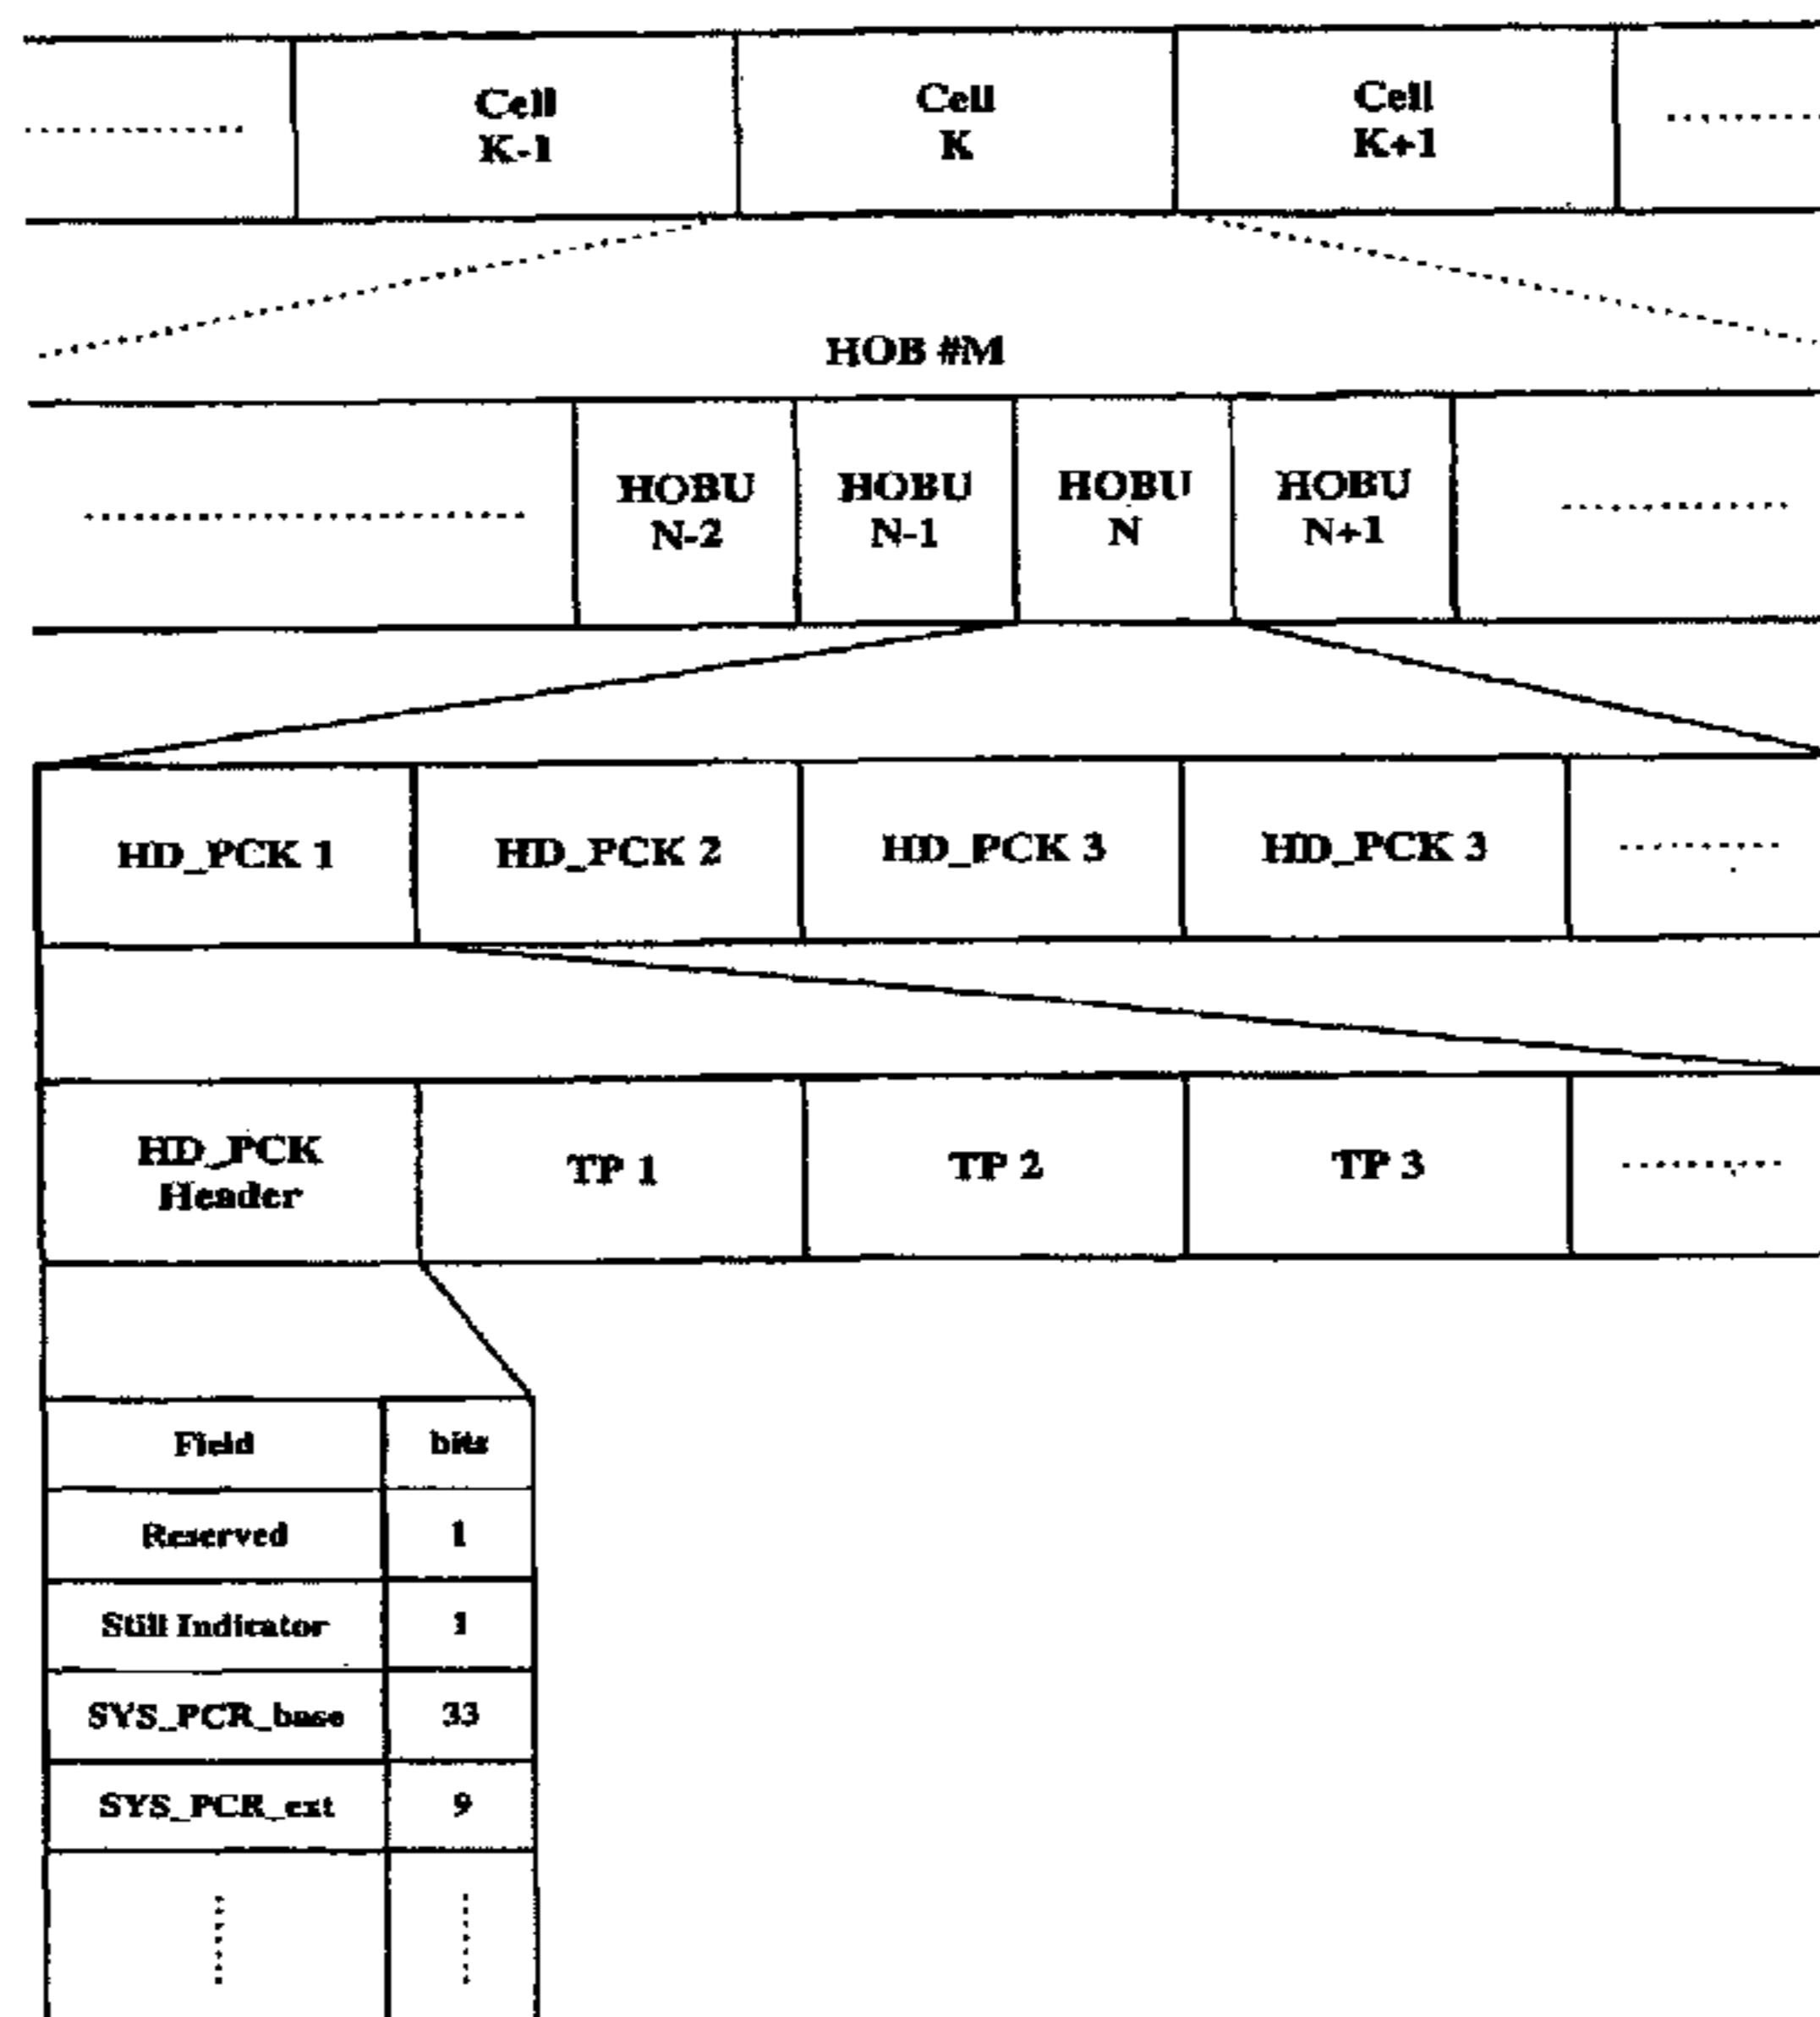 Cell Cell Cell
K-1 K K+1
HOB #M
HOBU HOBU HOBU HOBU
N-2 N-1 N N+1
HD_PCK 1 HD_PCK 2 HD_PCK 3 HD_PCK 3
HD_PCK
Header TP 1 TP 2 TP 3
Field bits
Reserved 1
Still Indicator 1
SYS_PCR_base 33
SYS_PCR_ext 9